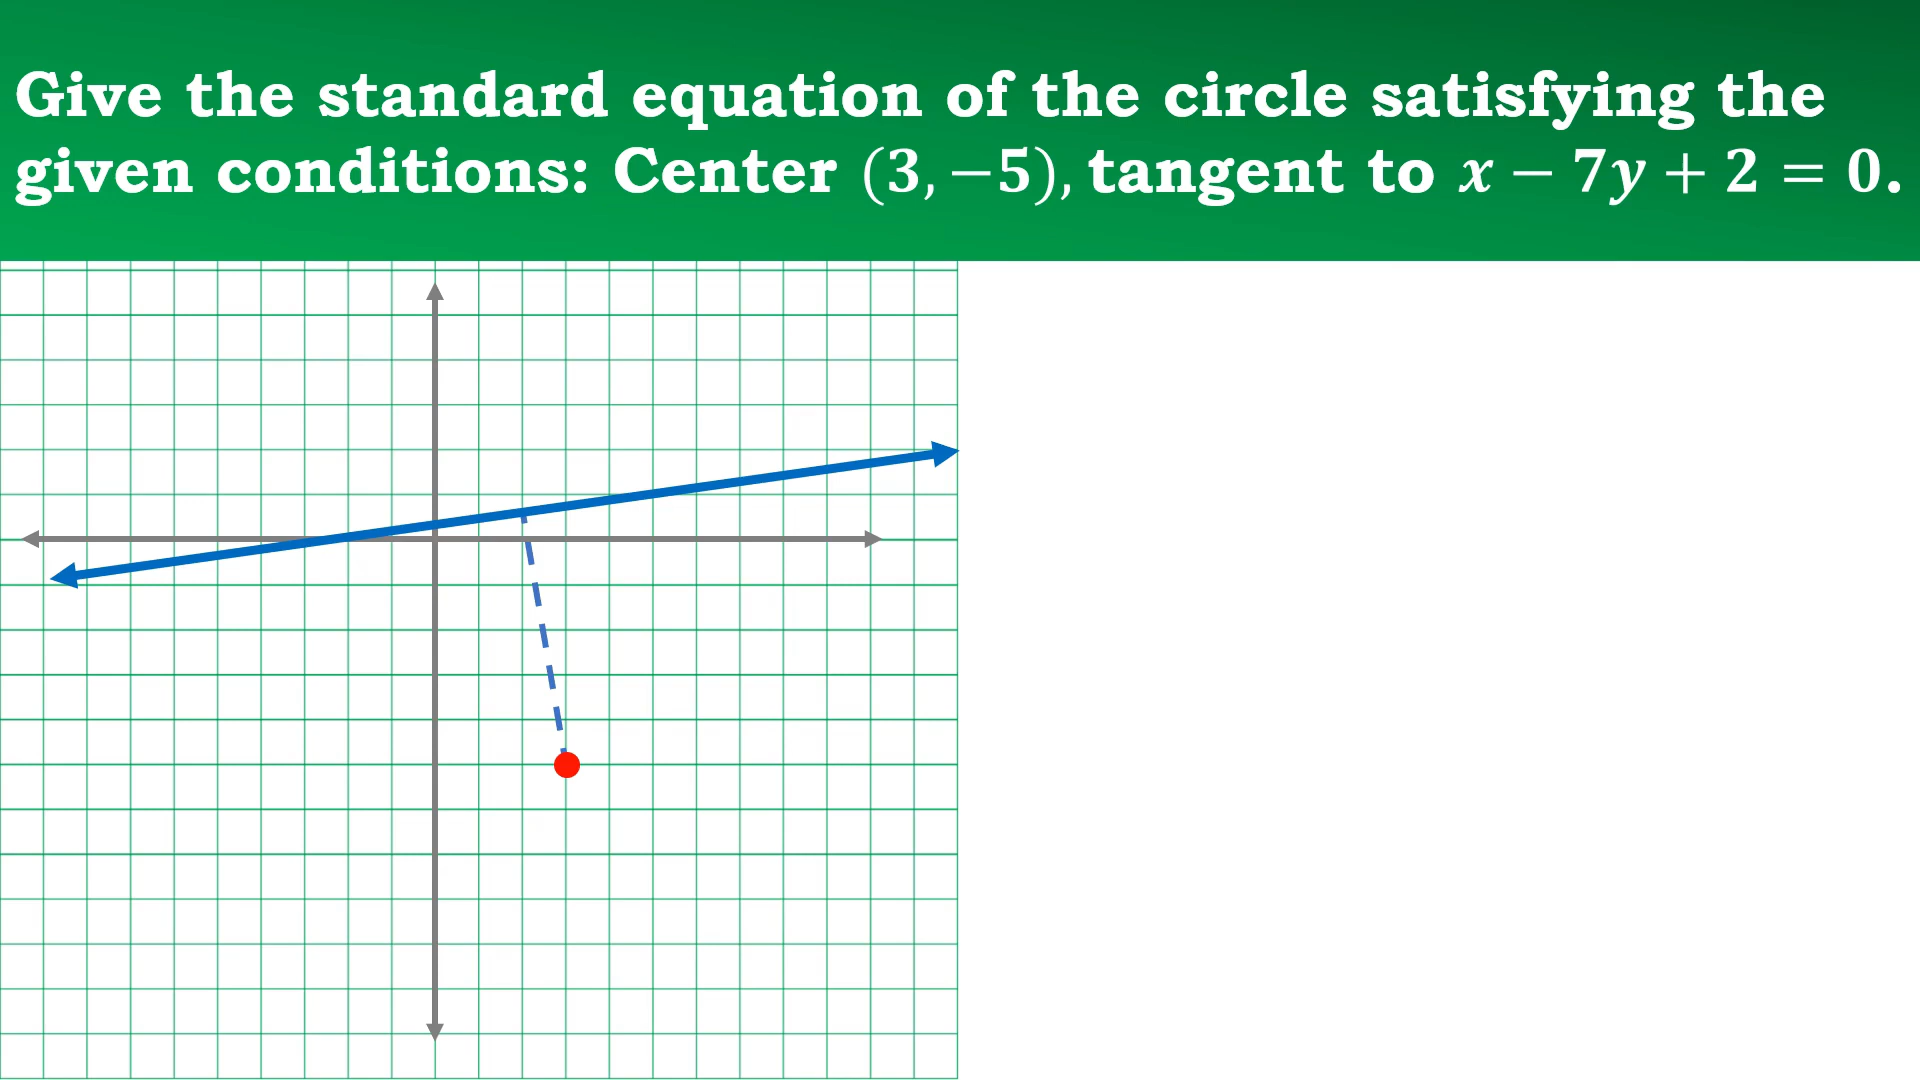 Give the standard equation of the circle satisfying the
given conditions: Center (3, −5), tangent to x − 7y + 2 = 0.